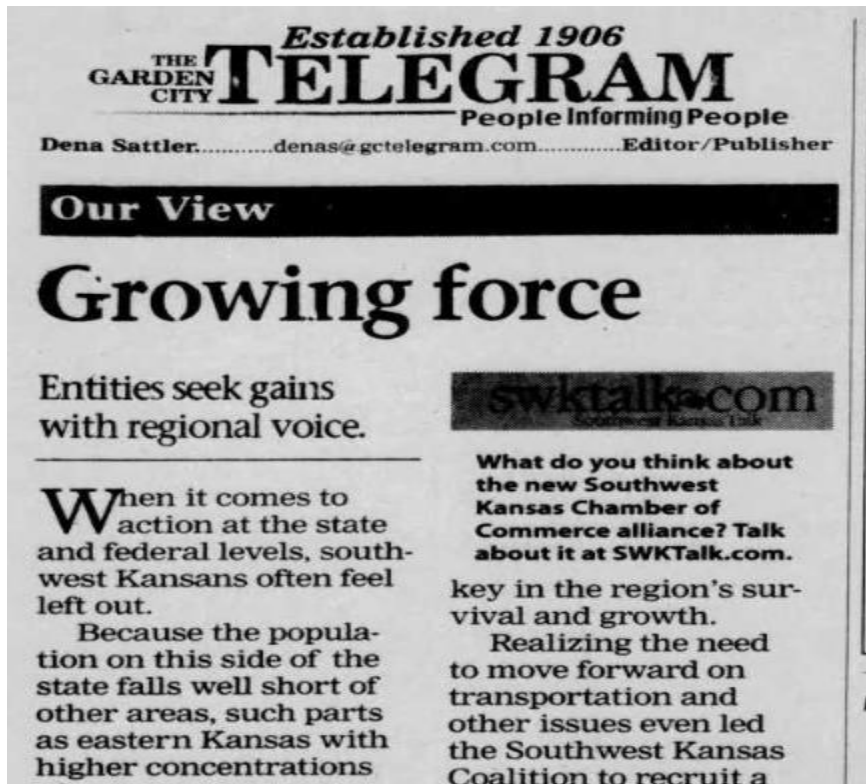 Established 1906
THE GARDEN CITY TELEGRAM
People Informing People
Dena Sattler............denas@gctelegram.com.............Editor/Publisher
Our View
Growing force
Entities seek gains
with regional voice.
When it comes to
action at the state
and federal levels, south-
west Kansans often feel
left out.
Because the popula-
tion on this side of the
state falls well short of
other areas, such parts
as eastern Kansas with
higher concentrations
swktalk.com
Southwest Kansas Talk
What do you think about
the new Southwest
Kansas Chamber of
Commerce alliance? Talk
about it at SWKTalk.com.
key in the region's sur-
vival and growth.
Realizing the need
to move forward on
transportation and
other issues even led
the Southwest Kansas
Coalition to recruit a